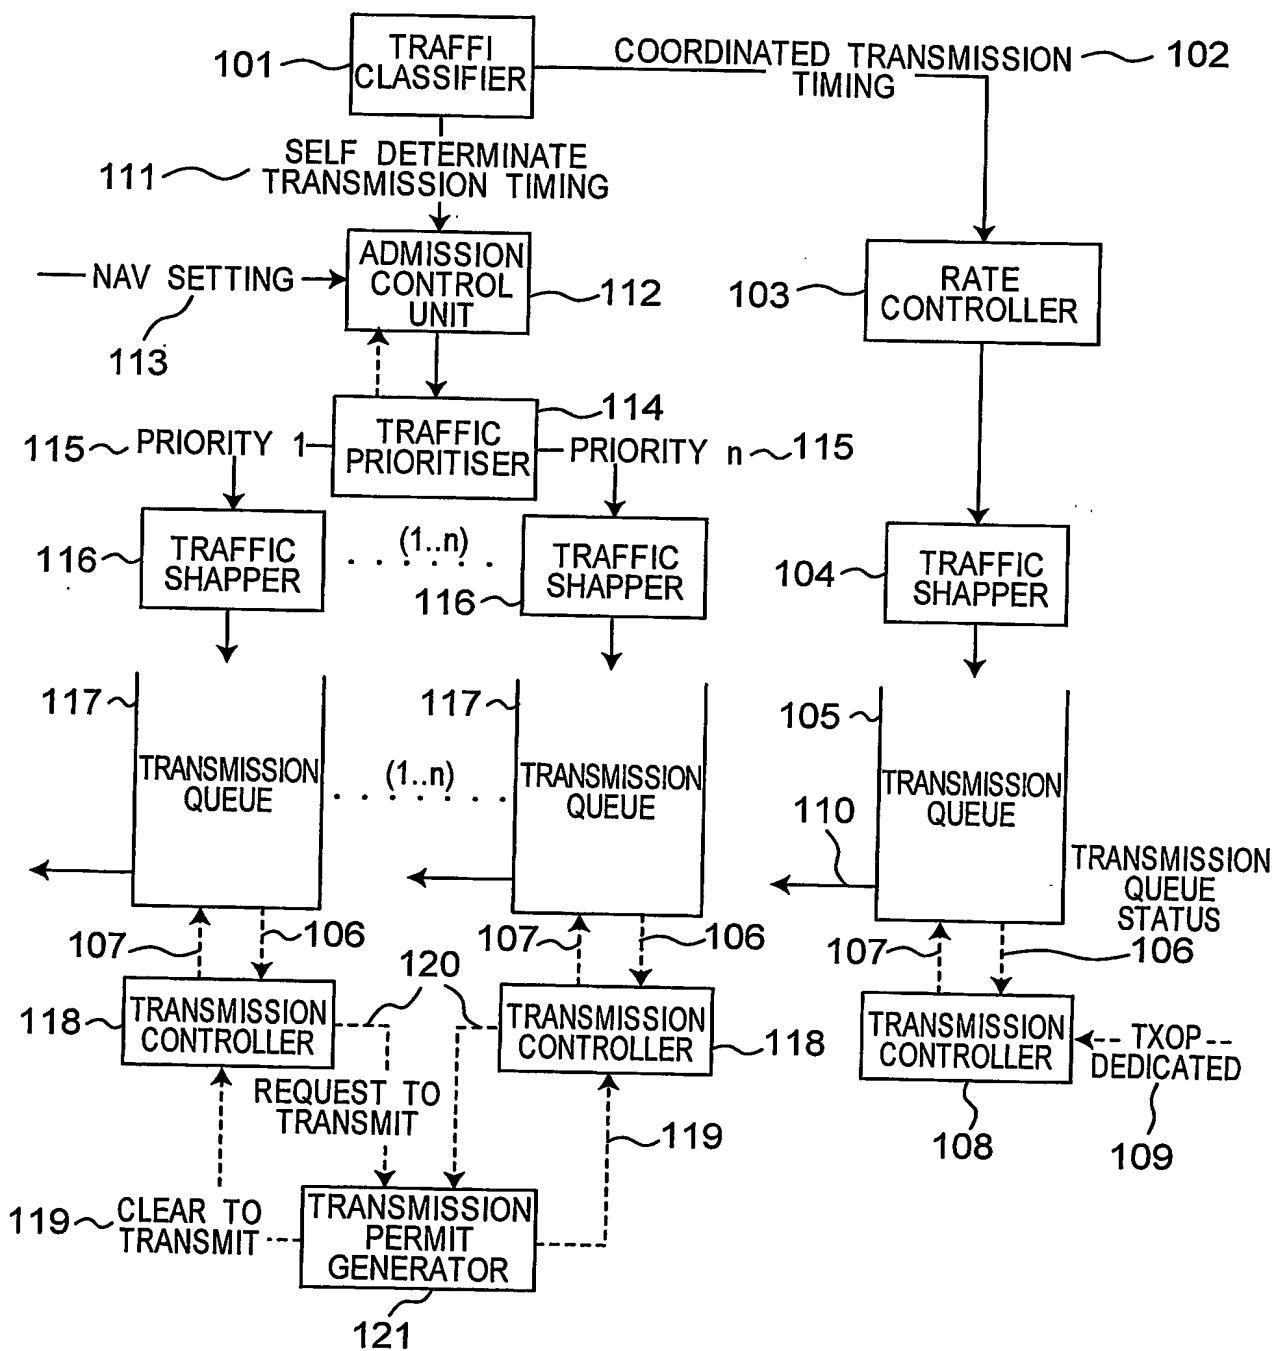 101
TRAFFI
CLASSIFIER
COORDINATED TRANSMISSION
TIMING
102
111
SELF DETERMINATE
TRANSMISSION TIMING
NAV SETTING
113
ADMISSION
CONTROL
UNIT
112
103
RATE
CONTROLLER
115
PRIORITY 1
TRAFFIC
PRIORITISER
114
PRIORITY n
115
116
TRAFFIC
SHAPPER
(1..n)
116
TRAFFIC
SHAPPER
104
TRAFFIC
SHAPPER
117
TRANSMISSION
QUEUE
(1..n)
117
TRANSMISSION
QUEUE
105
TRANSMISSION
QUEUE
110
TRANSMISSION
QUEUE
STATUS
107
106
107
106
107
106
118
TRANSMISSION
CONTROLLER
120
TRANSMISSION
CONTROLLER
118
TRANSMISSION
CONTROLLER
108
TXOP
DEDICATED
109
REQUEST TO
TRANSMIT
119
119
CLEAR TO
TRANSMIT
TRANSMISSION
PERMIT
GENERATOR
121